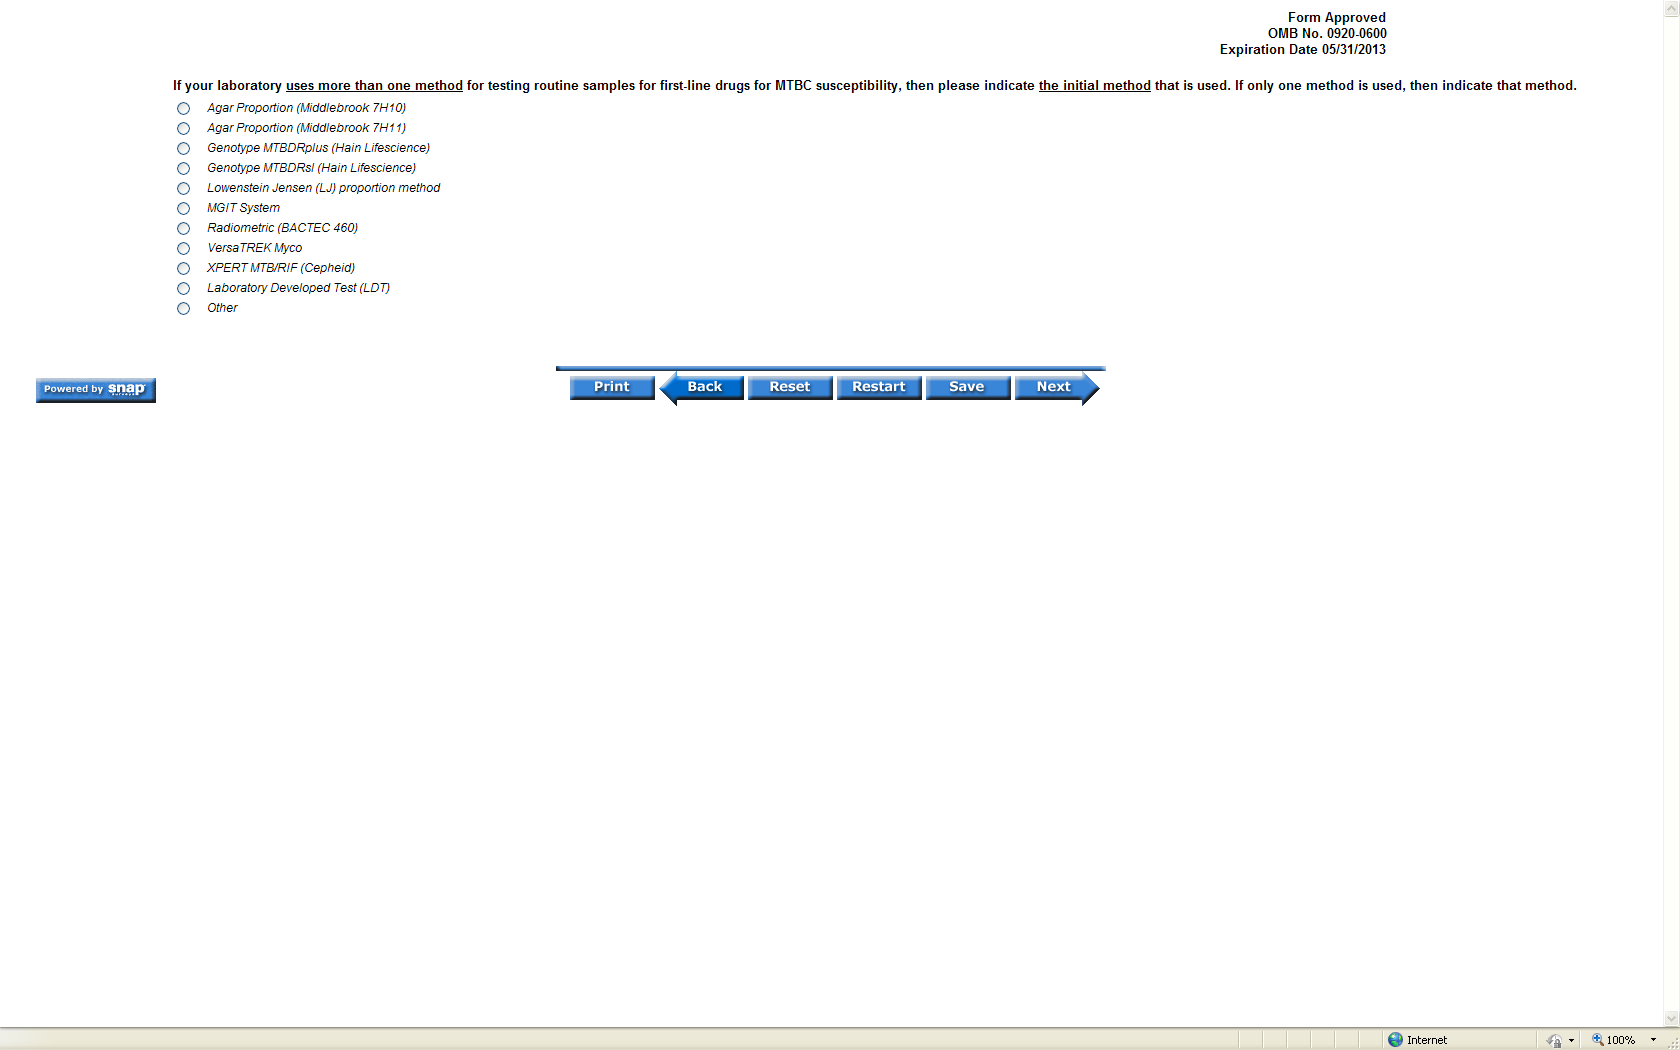 Form Approved
OMB No. 0920-0600
Expiration Date 05/31/2013
If your laboratory uses more than one method for testing routine samples for first-line drugs for MTBC susceptibility, then please indicate the initial method that is used. If only one method is used, then indicate that method.
Agar Proportion (Middlebrook 7H10)
Agar Proportion (Middlebrook 7H11)
Genotype MTBDRplus (Hain Lifescience)
Genotype MTBDRsl (Hain Lifescience)
Lowenstein Jensen (LJ) proportion method
MGIT System
Radiometric (BACTEC 460)
VersaTREK Myco
XPERT MTB/RIF (Cepheid)
Laboratory Developed Test (LDT)
Other
Powered by snap surveys
Print Back Reset Restart Save Next
Internet 100%